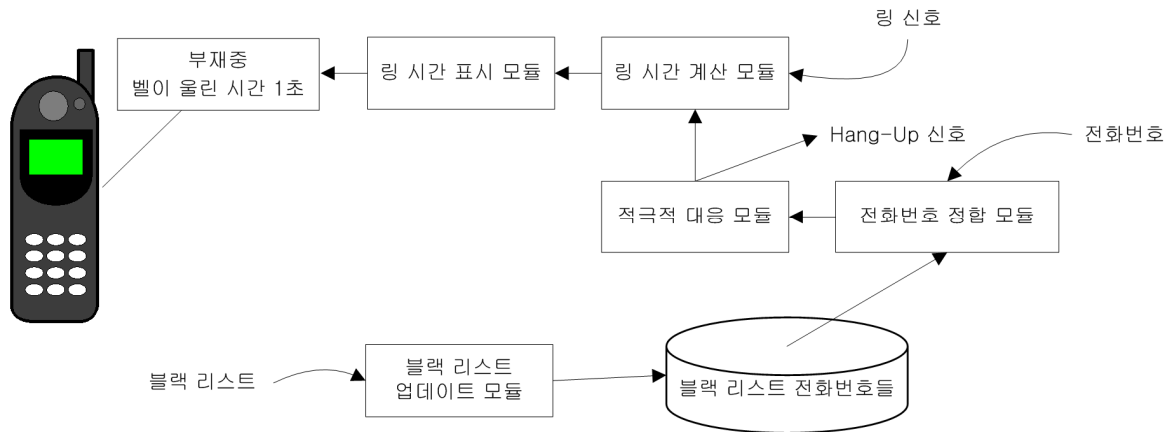 링 신호
부재중
벨이 울린 시간 1초
링 시간 표시 모듈
링 시간 계산 모듈
Hang-Up 신호
전화번호
적극적 대응 모듈
전화번호 정합 모듈
블랙 리스트
블랙 리스트
업데이트 모듈
블랙 리스트 전화번호들